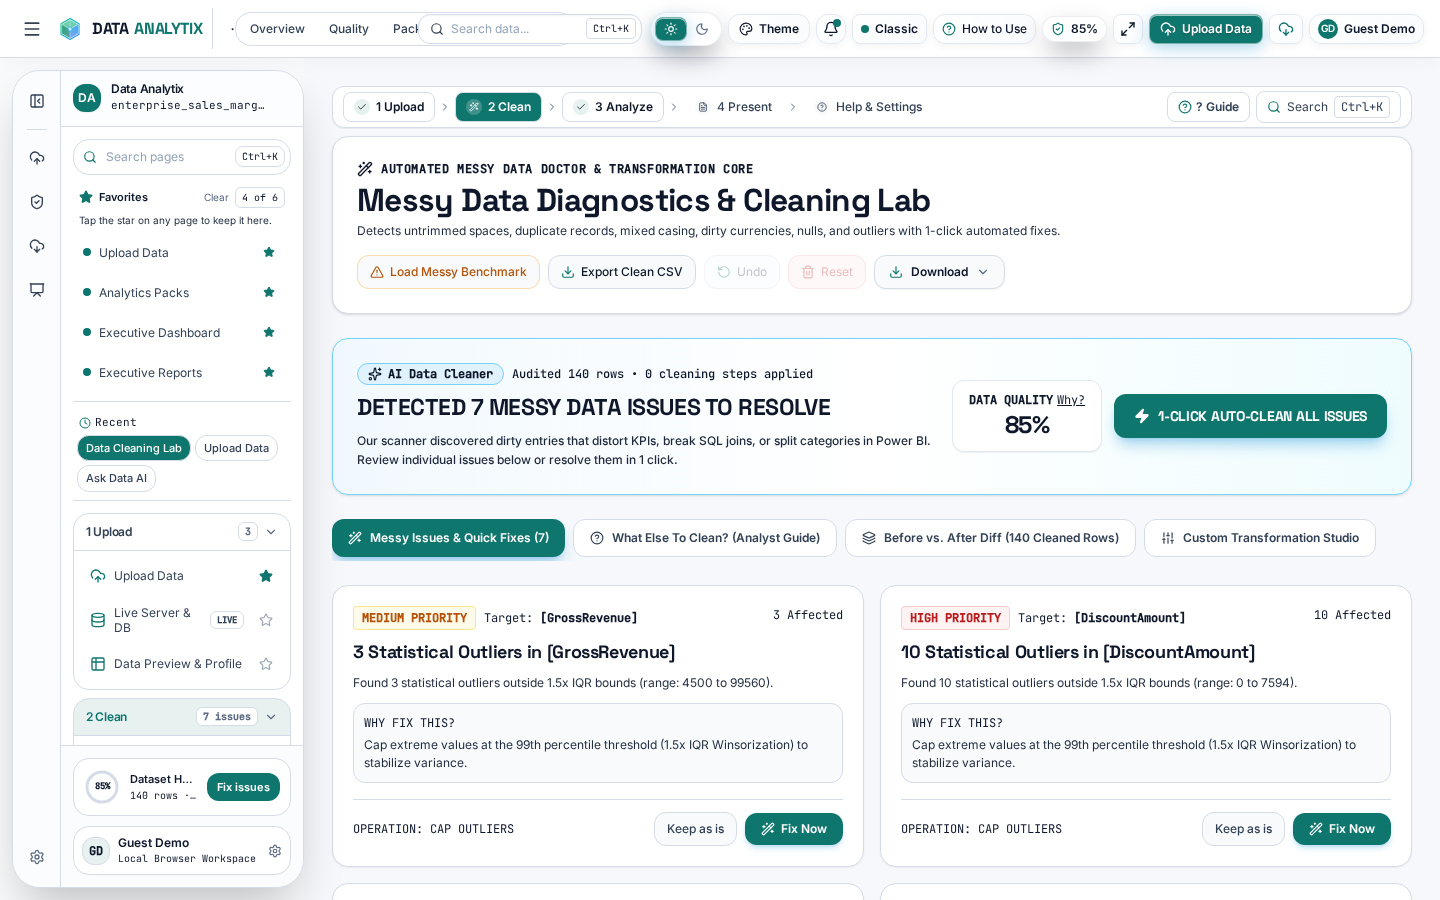 DATA ANALYTIX
Overview
Quality
Pack
Search data...
Ctrl+K
Theme
Classic
How to Use
85%
Upload Data
GD
Guest Demo
DA
Data Analytix
enterprise_sales_marg…
Search pages
Ctrl+K
Favorites
Clear
4 of 6
Tap the star on any page to keep it here.
Upload Data
Analytics Packs
Executive Dashboard
Executive Reports
Recent
Data Cleaning Lab
Upload Data
Ask Data AI
1 Upload
3
Upload Data
Live Server & DB
LIVE
Data Preview & Profile
2 Clean
7 issues
85%
Dataset H…
140 rows ·…
Fix issues
GD
Guest Demo
Local Browser Workspace
1 Upload
2 Clean
3 Analyze
4 Present
Help & Settings
? Guide
Search
Ctrl+K
AUTOMATED MESSY DATA DOCTOR & TRANSFORMATION CORE
Messy Data Diagnostics & Cleaning Lab
Detects untrimmed spaces, duplicate records, mixed casing, dirty currencies, nulls, and outliers with 1-click automated fixes.
Load Messy Benchmark
Export Clean CSV
Undo
Reset
Download
AI Data Cleaner
Audited 140 rows • 0 cleaning steps applied
DETECTED 7 MESSY DATA ISSUES TO RESOLVE
Our scanner discovered dirty entries that distort KPIs, break SQL joins, or split categories in Power BI.
Review individual issues below or resolve them in 1 click.
DATA QUALITY Why?
85%
1-CLICK AUTO-CLEAN ALL ISSUES
Messy Issues & Quick Fixes (7)
What Else To Clean? (Analyst Guide)
Before vs. After Diff (140 Cleaned Rows)
Custom Transformation Studio
MEDIUM PRIORITY
Target: [GrossRevenue]
3 Affected
3 Statistical Outliers in [GrossRevenue]
Found 3 statistical outliers outside 1.5x IQR bounds (range: 4500 to 99560).
WHY FIX THIS?
Cap extreme values at the 99th percentile threshold (1.5x IQR Winsorization) to
stabilize variance.
OPERATION: CAP OUTLIERS
Keep as is
Fix Now
HIGH PRIORITY
Target: [DiscountAmount]
10 Affected
10 Statistical Outliers in [DiscountAmount]
Found 10 statistical outliers outside 1.5x IQR bounds (range: 0 to 7594).
WHY FIX THIS?
Cap extreme values at the 99th percentile threshold (1.5x IQR Winsorization) to
stabilize variance.
OPERATION: CAP OUTLIERS
Keep as is
Fix Now